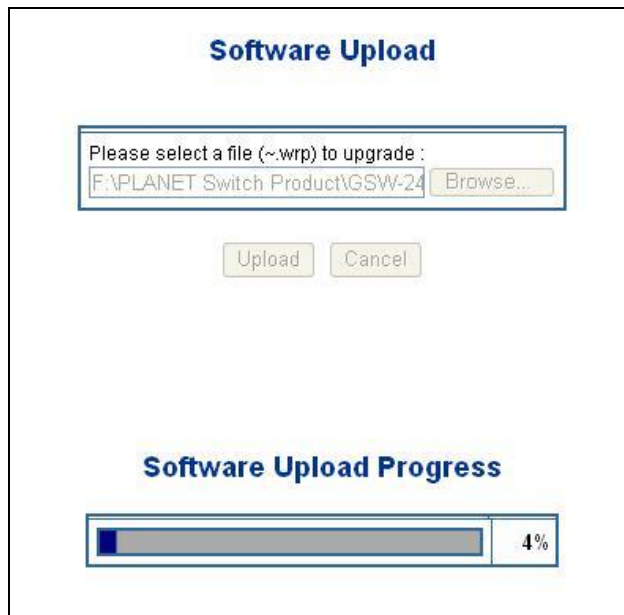 Software Upload
Please select a file (~.wrp) to upgrade :
F:\PLANET Switch Product\GSW-24 Browse...
Upload Cancel
Software Upload Progress
4%